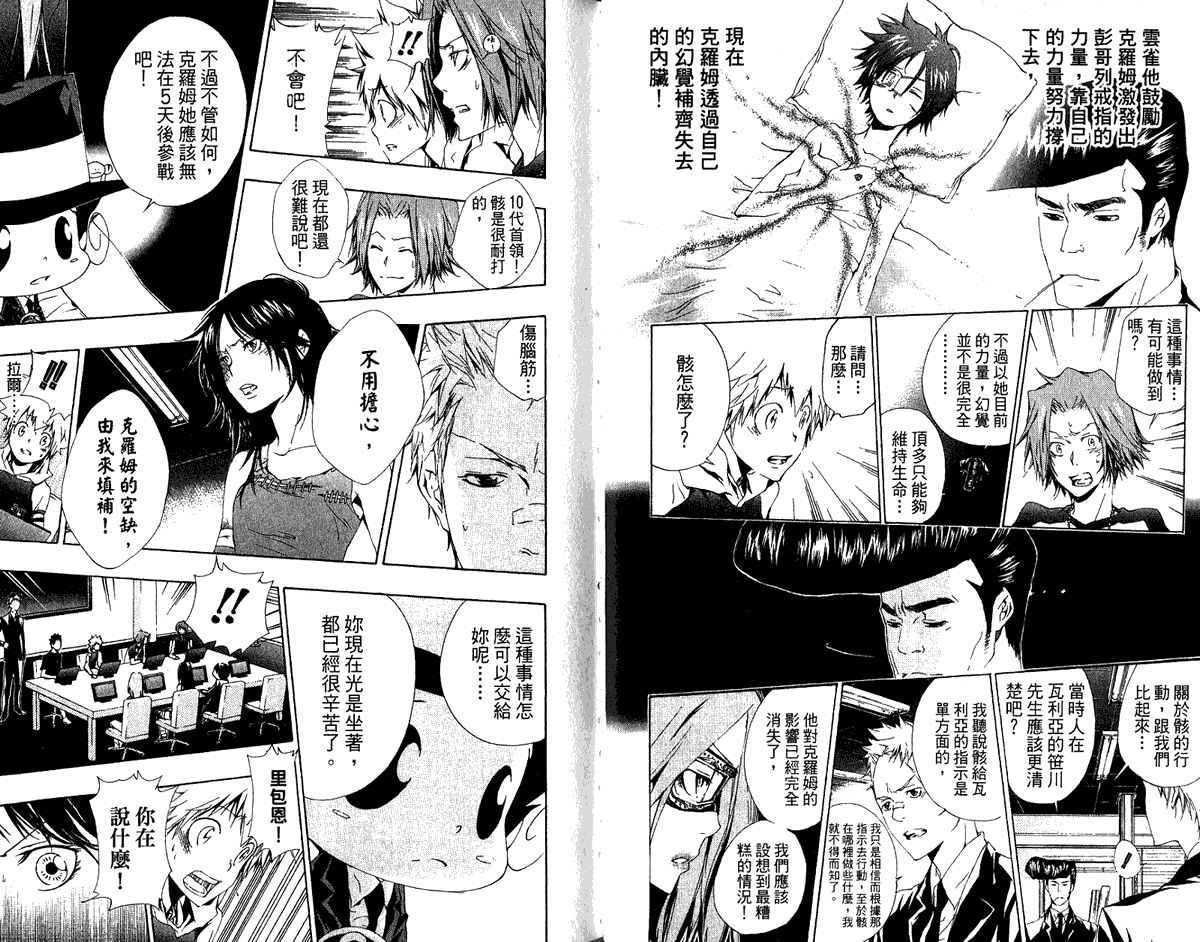 雲雀他鼓勵
克羅姆激發出
彭哥列戒指的
力量，靠自己
的力量努力撐
下去，
現在
克羅姆透過自己
的幻覺補齊失去
的內臟！
這種事情…
有可能做到
嗎？
不過以她目前
的力量，幻覺
並不是很完全
…………
頂多只能夠
維持生命…
請問…
那麼…
骸怎麼了？
關於骸的行
動，跟我們
比起來…
當時人在
瓦利亞的笹川
先生應該更清
楚吧？
!
我聽說骸給瓦
利亞的指示是
單方面的，
我只是相信而根據那
指示去行動，至於骸
在哪裡做些什麼，我
就不得而知了。
他對克羅姆的
影響已經完全
消失了，
我們應該
設想到最糟
糕的情況！
!!
不會吧！
不過不管如何，
克羅姆她應該無
法在5天後參戰
吧！
10代首領！
骸是很耐打
的，
現在都還
很難說吧！
傷腦筋…
不用擔心，
克羅姆的空缺，
由我來填補！
!!
拉爾……
!!
這種事情怎
麼可以交給
妳呢……
妳現在光是坐著，
都已經很辛苦了。
里包恩！
你在
說什麼！